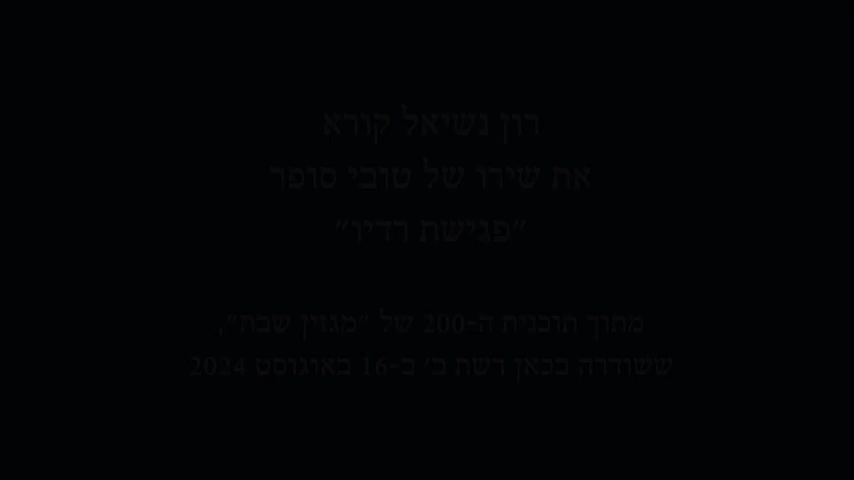 רון נשיאל קורא
את שירו של טובי סופר
"פגישת רדיו"
מתוך תוכנית ה-200 של "מגזין שבת",
ששודרה בכאן רשת ב' ב-16 באוגוסט 2024